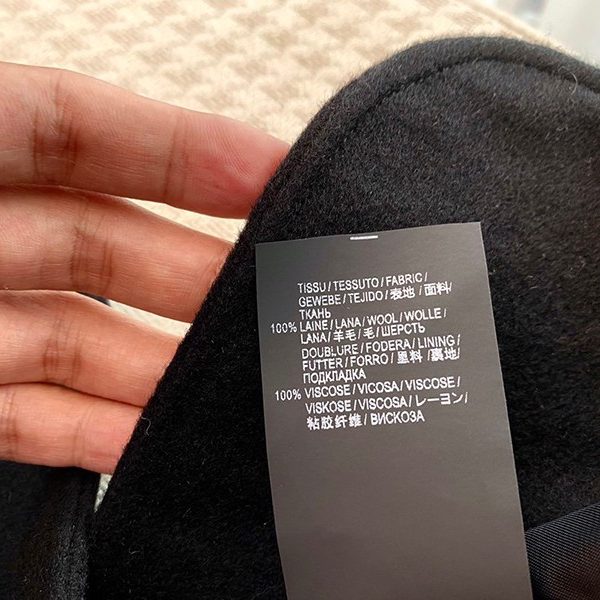 TISSU / TESSUTO / FABRIC /
GEWEBE / TEJIDO / 表地 / 面料/
ТКАНЬ
100% LAINE / LANA / WOOL / WOLLE /
LANA / 羊毛 / 毛 / ШЕРСТЬ
DOUBLURE / FODERA / LINING /
FUTTER / FORRO / 里料 / 裏地/
ПОДКЛАДКА
100% VISCOSE / VICOSA / VISCOSE /
VISKOSE / VISCOSA / レーヨン /
粘胶纤维 / ВИСКОЗА